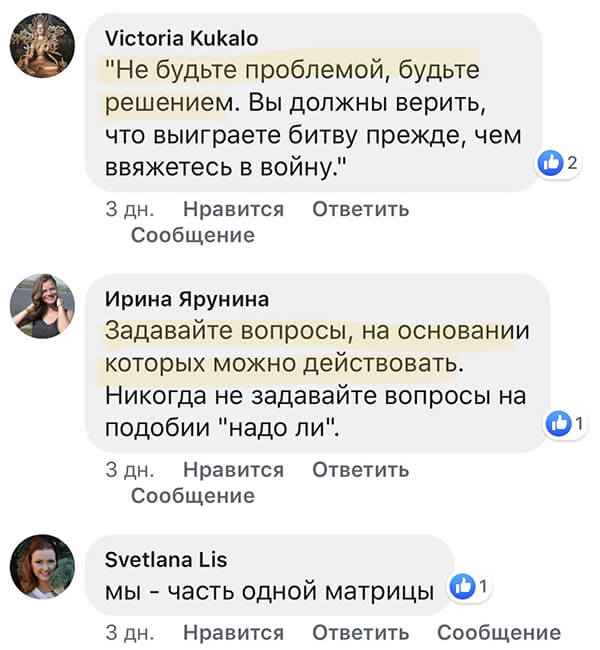 Victoria Kukalo
"Не будьте проблемой, будьте
решением. Вы должны верить,
что выиграете битву прежде, чем
ввяжетесь в войну."
2
3 дн. Нравится Ответить
Сообщение
Ирина Ярунина
Задавайте вопросы, на основании
которых можно действовать.
Никогда не задавайте вопросы на
подобии "надо ли".
1
3 дн. Нравится Ответить
Сообщение
Svetlana Lis
мы - часть одной матрицы
1
3 дн. Нравится Ответить Сообщение